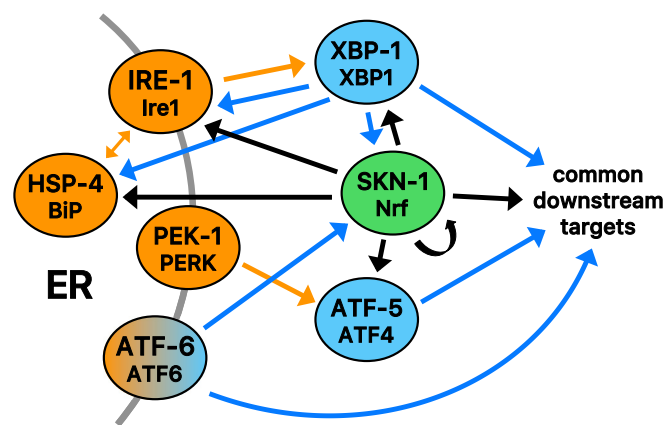 XBP-1
XBP1
IRE-1
Ire1
HSP-4
BiP
SKN-1
Nrf
common
downstream
targets
PEK-1
PERK
ER
ATF-5
ATF4
ATF-6
ATF6